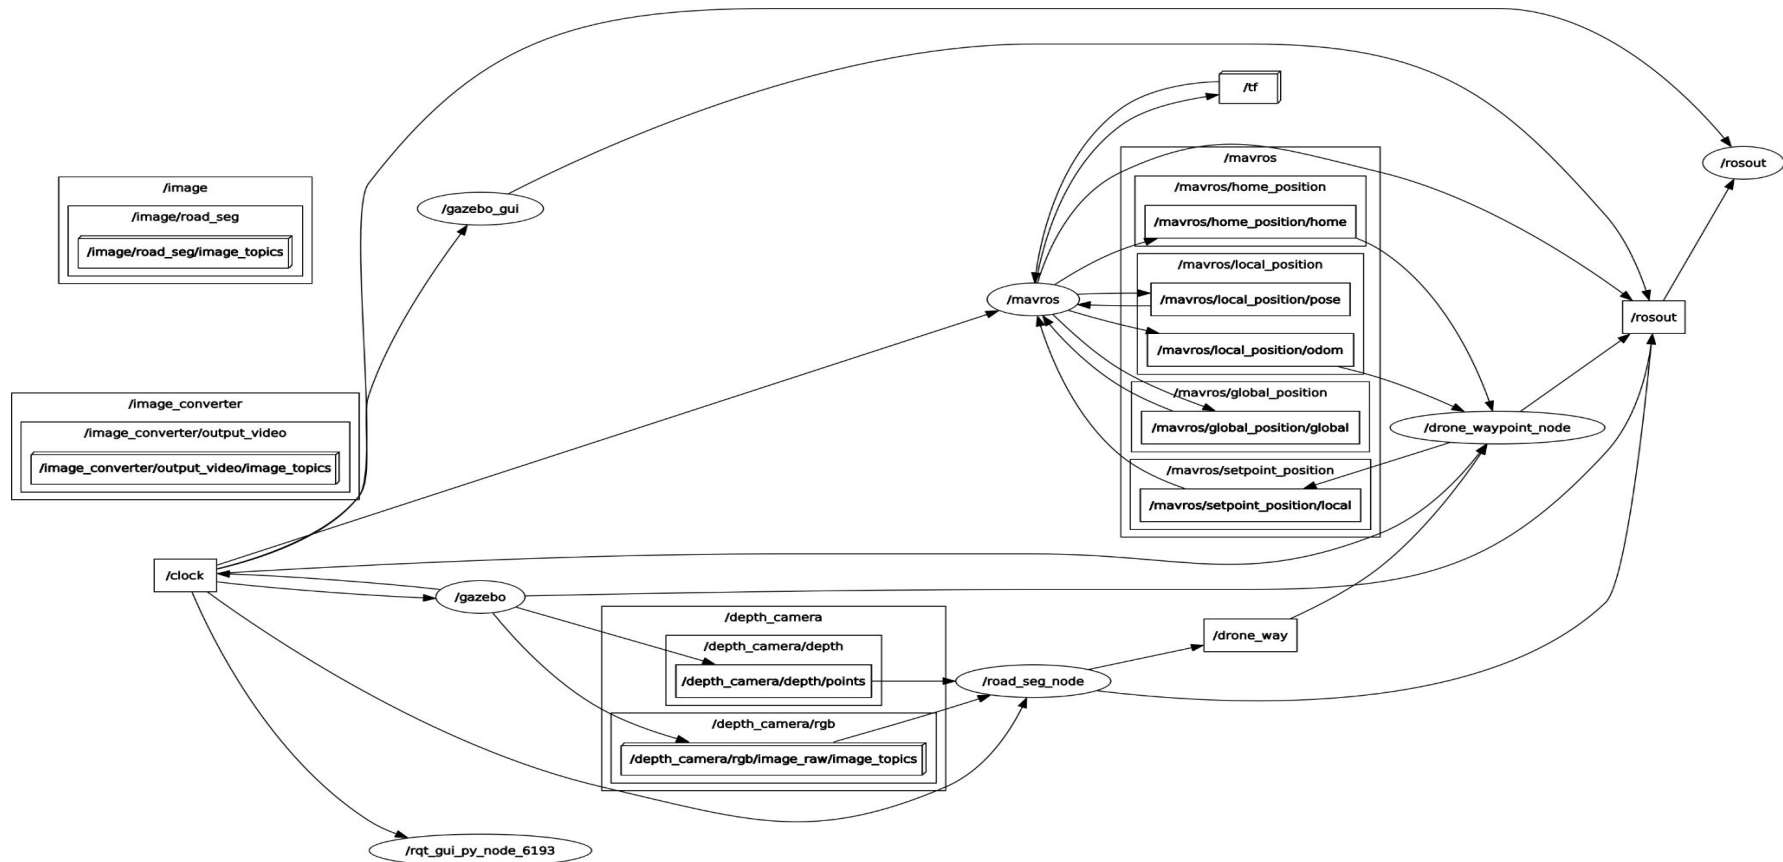 /tf
/mavros
/rosout
/image
/mavros/home_position
/image/road_seg
/gazebo_gui
/mavros/home_position/home
/image/road_seg/image_topics
/mavros/local_position
/mavros
/mavros/local_position/pose
/rosout
/mavros/local_position/odom
/mavros/global_position
/image_converter
/image_converter/output_video
/mavros/global_position/global
/drone_waypoint_node
/image_converter/output_video/image_topics
/mavros/setpoint_position
/mavros/setpoint_position/local
/clock
/gazebo
/depth_camera
/drone_way
/depth_camera/depth
/depth_camera/depth/points
/road_seg_node
/depth_camera/rgb
/depth_camera/rgb/image_raw/image_topics
/rqt_gui_py_node_6193